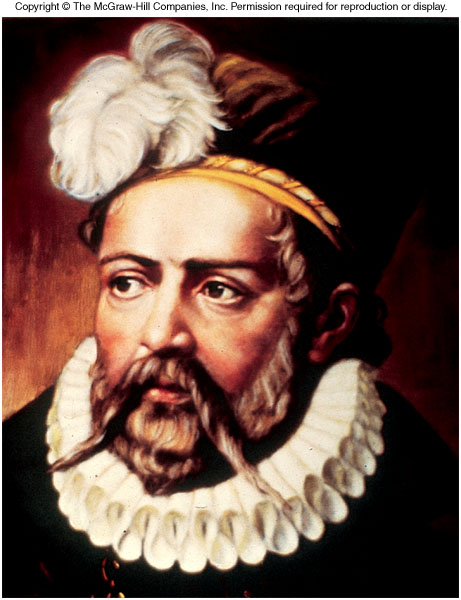 Copyright © The McGraw-Hill Companies, Inc. Permission required for reproduction or display.